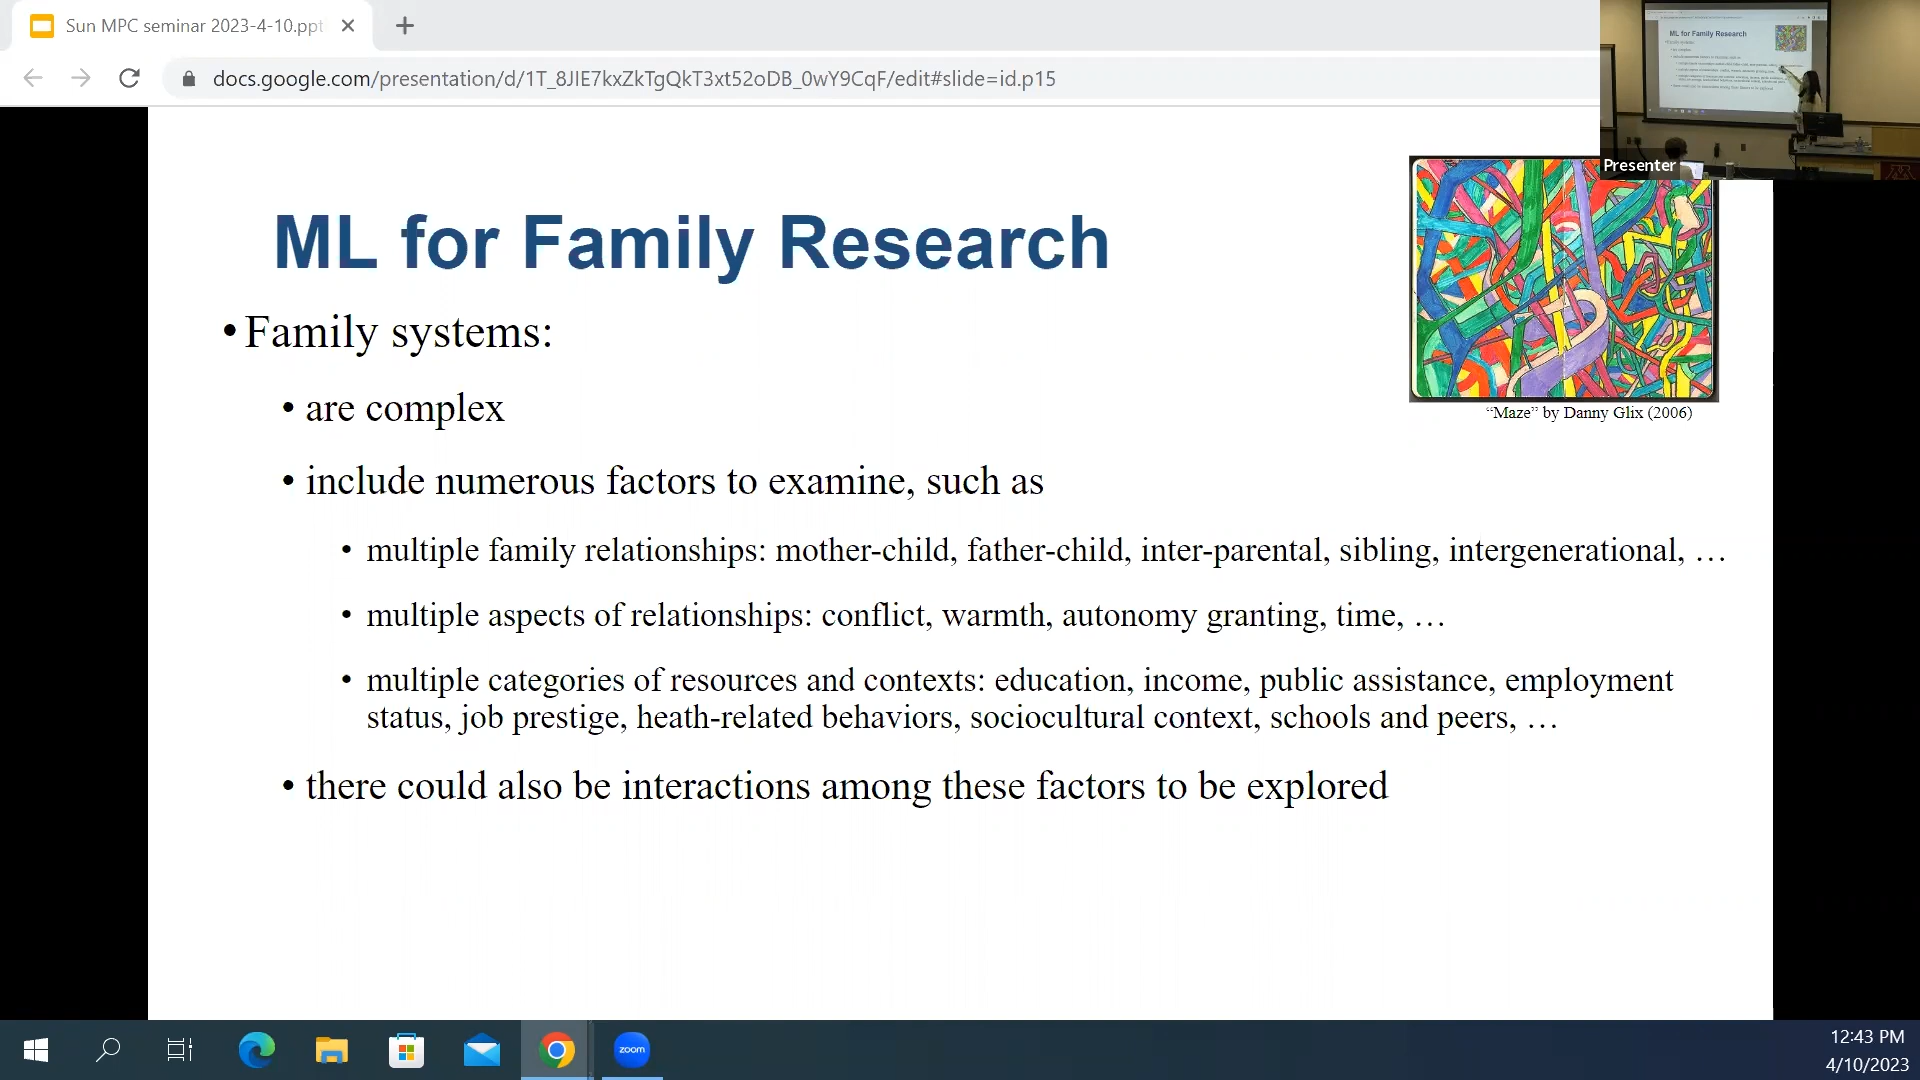 Sun MPC seminar 2023-4-10.ppt
docs.google.com/presentation/d/1T_8JIE7kxZkTgQkT3xt52oDB_0wY9CqF/edit#slide=id.p15
ML for Family Research
Presenter
ML for Family Research
•Family systems:
• are complex
"Maze" by Danny Glix (2006)
• include numerous factors to examine, such as
• multiple family relationships: mother-child, father-child, inter-parental, sibling, intergenerational, …
• multiple aspects of relationships: conflict, warmth, autonomy granting, time, …
• multiple categories of resources and contexts: education, income, public assistance, employment
status, job prestige, heath-related behaviors, sociocultural context, schools and peers, …
• there could also be interactions among these factors to be explored
zoom
12:43 PM
4/10/2023